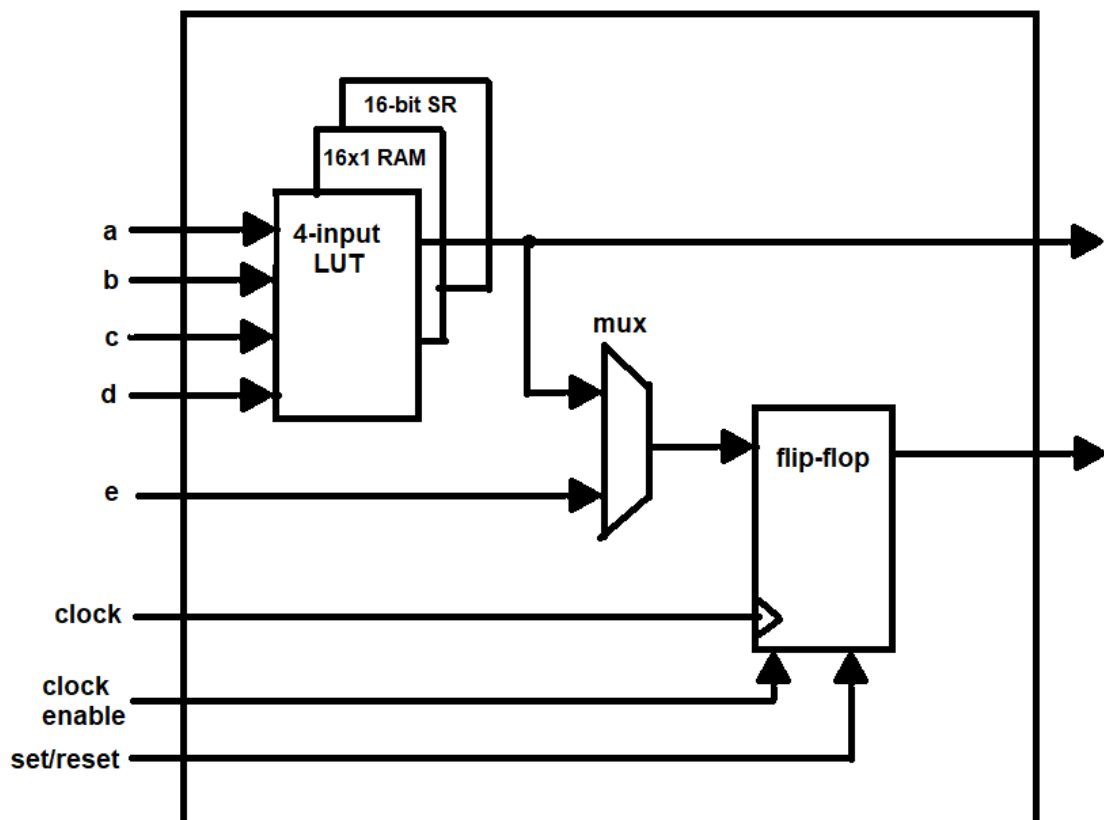 16-bit SR
16x1 RAM
4-input
LUT
a
b
c
d
mux
flip-flop
e
clock
clock
enable
set/reset